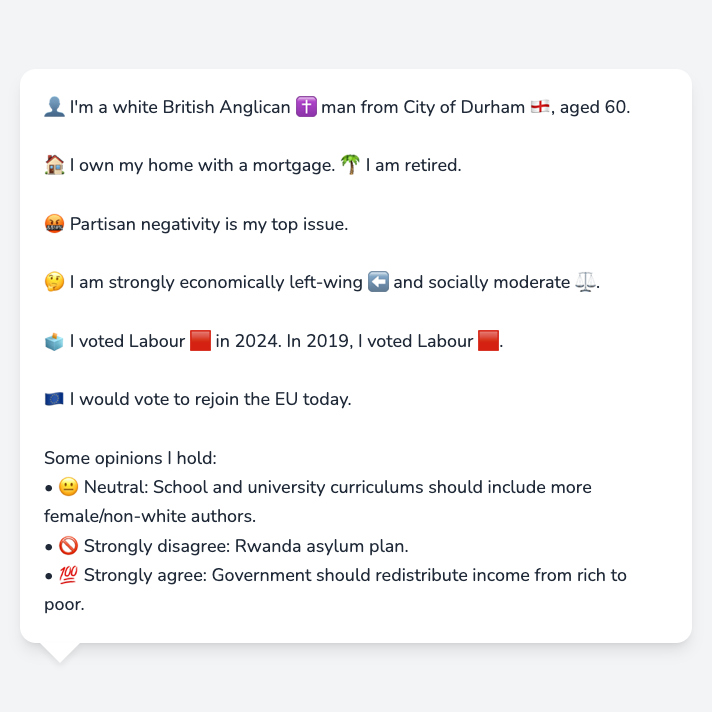 👤 I'm a white British Anglican ✝️ man from City of Durham 🏴󠁧󠁢󠁥󠁮󠁧󠁿, aged 60.
🏠 I own my home with a mortgage. 🌴 I am retired.
🤬 Partisan negativity is my top issue.
🤔 I am strongly economically left-wing ⬅️ and socially moderate ⚖️.
🗳️ I voted Labour 🟥 in 2024. In 2019, I voted Labour 🟥.
🇪🇺 I would vote to rejoin the EU today.
Some opinions I hold:
• 😐 Neutral: School and university curriculums should include more
female/non-white authors.
• 🚫 Strongly disagree: Rwanda asylum plan.
• 💯 Strongly agree: Government should redistribute income from rich to
poor.